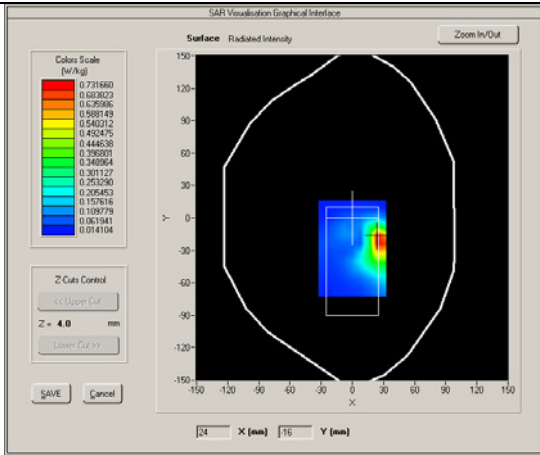 SAR Visualisation Graphical Interface
Surface Radiated Intensity
Zoom In/Out
Colors Scale
(W/kg)
0.731660
0.683823
0.635986
0.588149
0.540312
0.492475
0.444638
0.396801
0.348964
0.301127
0.253290
0.205453
0.157616
0.109779
0.061941
0.014104
Z-Cuts Control
<< Upper Cut
Z = 4.0 mm
Lower Cut >>
SAVE
Cancel
150
120
90
60
30
0
-30
-60
-90
-120
-150
Y
-150 -120 -90 -60 -30 0 30 60 90 120 150
X
24 X (mm) -16 Y (mm)